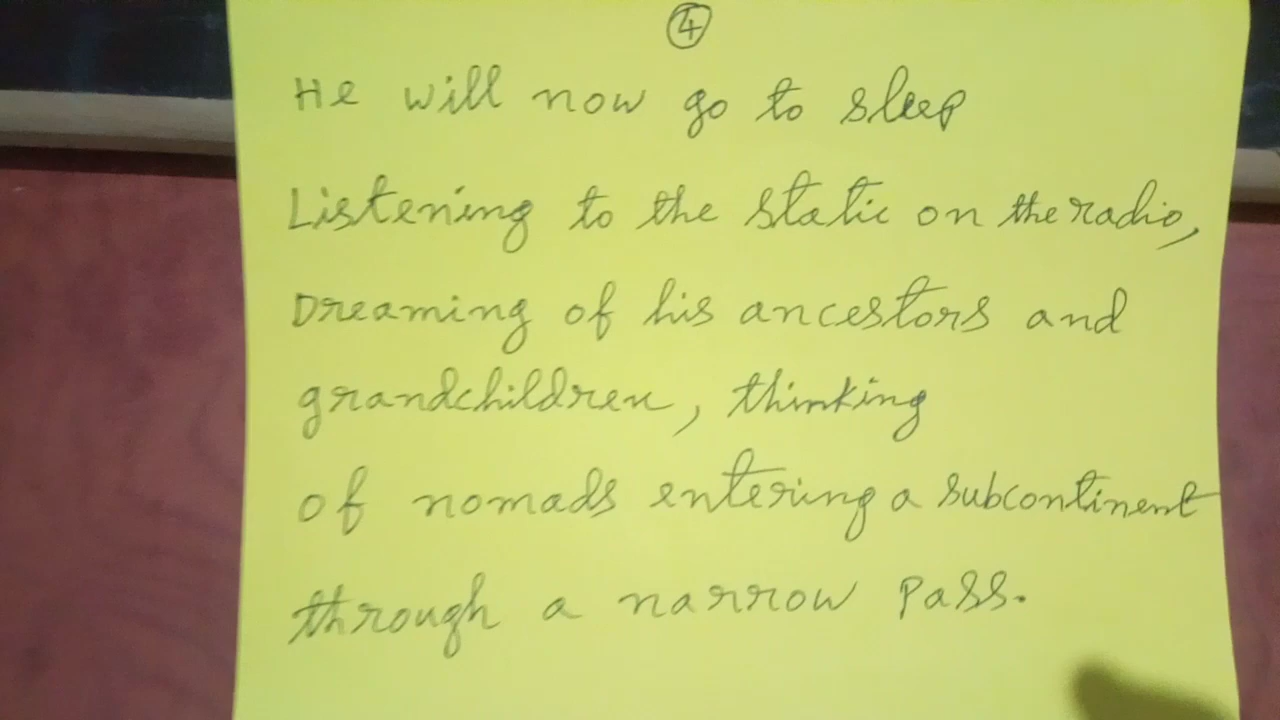 ④
He will now go to sleep
Listening to the static on the radio,
Dreaming of his ancestors and
grandchildren, thinking
of nomads entering a subcontinent
through a narrow pass.